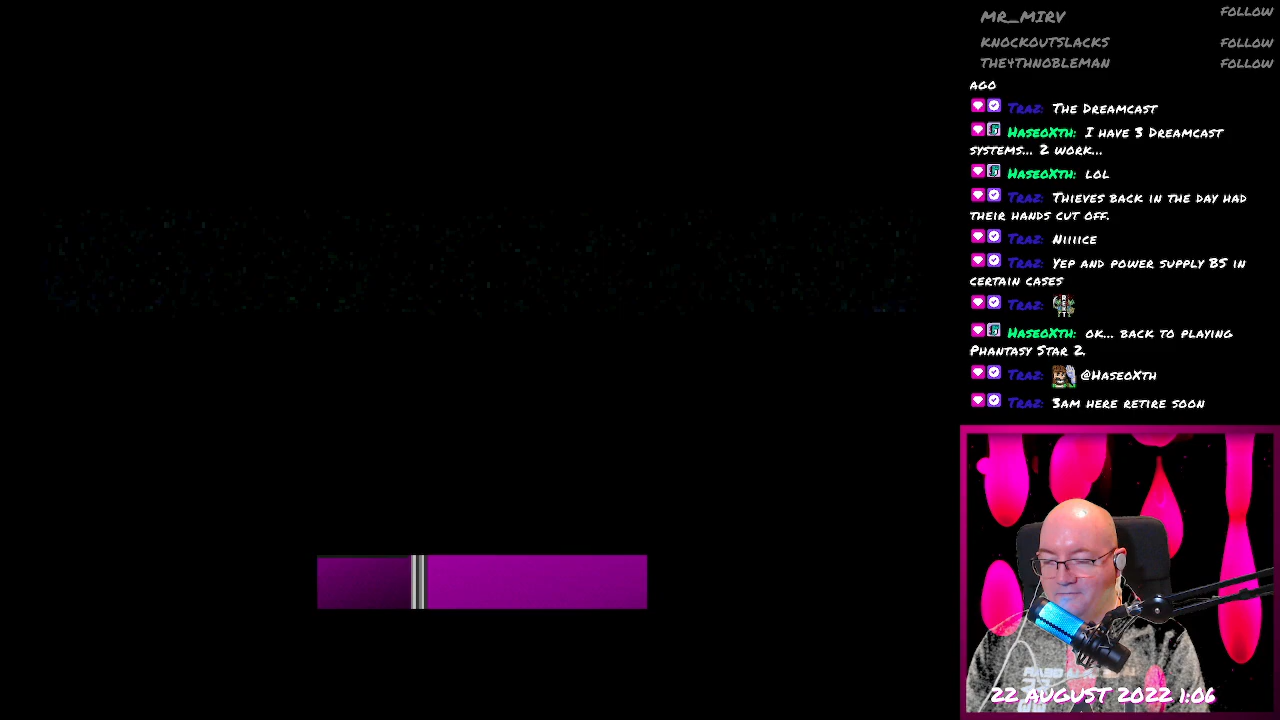 MR_MIRV FOLLOW
KNOCKOUTSLACKS FOLLOW
THE4THNOBLEMAN FOLLOW
AGO
TRAZ: THE DREAMCAST
HASEOXTH: I HAVE 3 DREAMCAST
SYSTEMS... 2 WORK...
HASEOXTH: LOL
TRAZ: THIEVES BACK IN THE DAY HAD
THEIR HANDS CUT OFF.
TRAZ: NIIIICE
TRAZ: YEP AND POWER SUPPLY BS IN
CERTAIN CASES
TRAZ:
HASEOXTH: OK... BACK TO PLAYING
PHANTASY STAR 2.
TRAZ: @HASEOXTH
TRAZ: 3AM HERE RETIRE SOON
22 AUGUST 2022 1:06